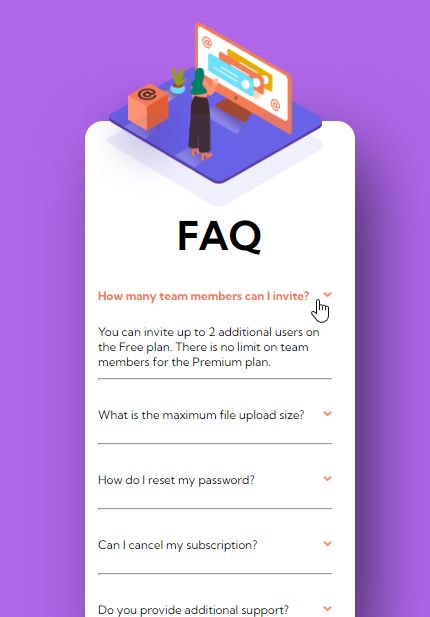 @
@
@
FAQ
How many team members can I invite?
You can invite up to 2 additional users on
the Free plan. There is no limit on team
members for the Premium plan.
What is the maximum file upload size?
How do I reset my password?
Can I cancel my subscription?
Do you provide additional support?